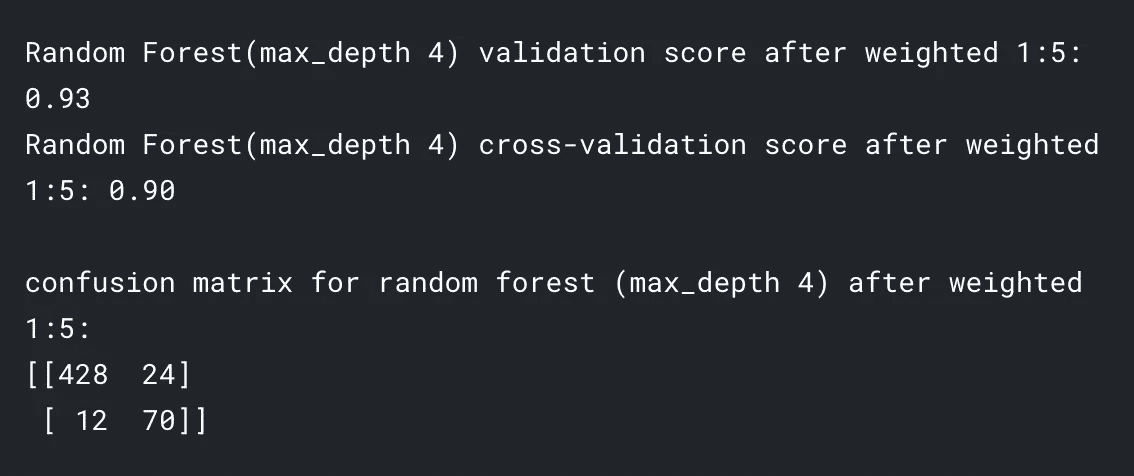 Random Forest(max_depth 4) validation score after weighted 1:5:
0.93
Random Forest(max_depth 4) cross-validation score after weighted
1:5: 0.90
confusion matrix for random forest (max_depth 4) after weighted
1:5:
[[428  24]
 [ 12  70]]